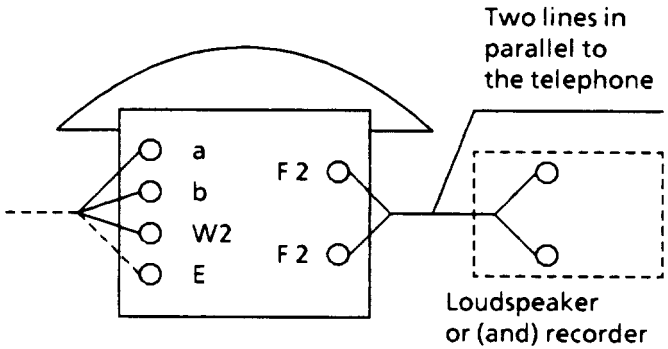 Two lines in
parallel to
the telephone
a
F 2
b
W2
F 2
E
Loudspeaker
or (and) recorder